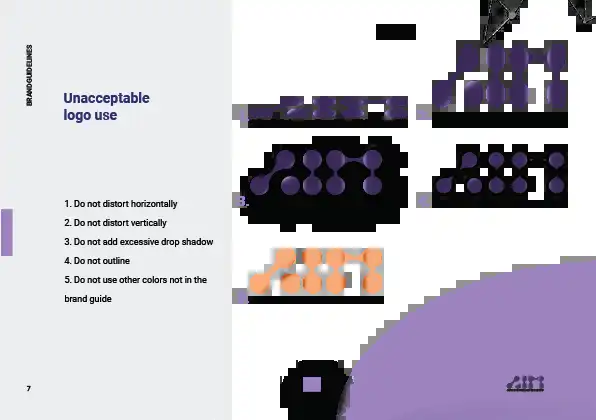 BRAND GUIDELINES
Unacceptable
logo use
1. Do not distort horizontally
2. Do not distort vertically
3. Do not add excessive drop shadow
4. Do not outline
5. Do not use other colors not in the
brand guide
3.
7